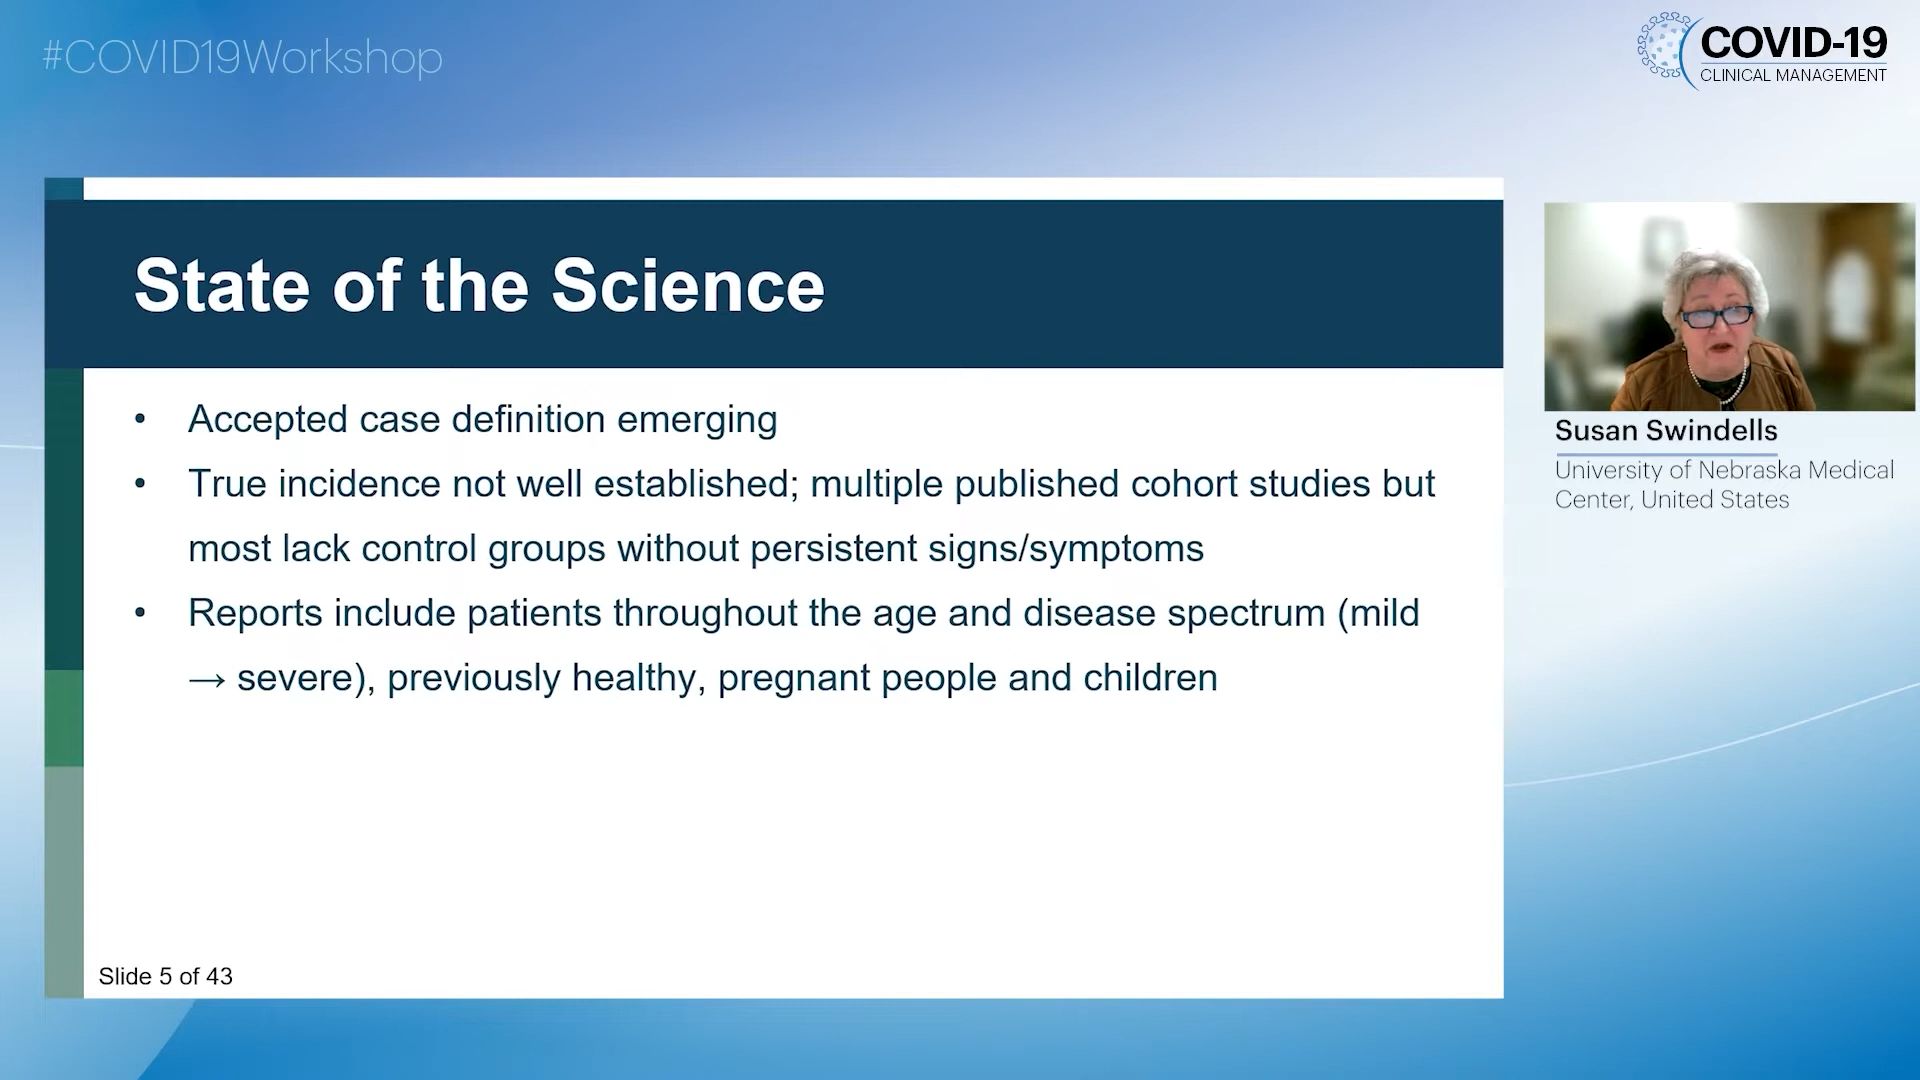 #COVID19Workshop
COVID-19
CLINICAL MANAGEMENT
State of the Science
• Accepted case definition emerging
• True incidence not well established; multiple published cohort studies but
most lack control groups without persistent signs/symptoms
• Reports include patients throughout the age and disease spectrum (mild
→ severe), previously healthy, pregnant people and children
Slide 5 of 43
Susan Swindells
University of Nebraska Medical
Center, United States